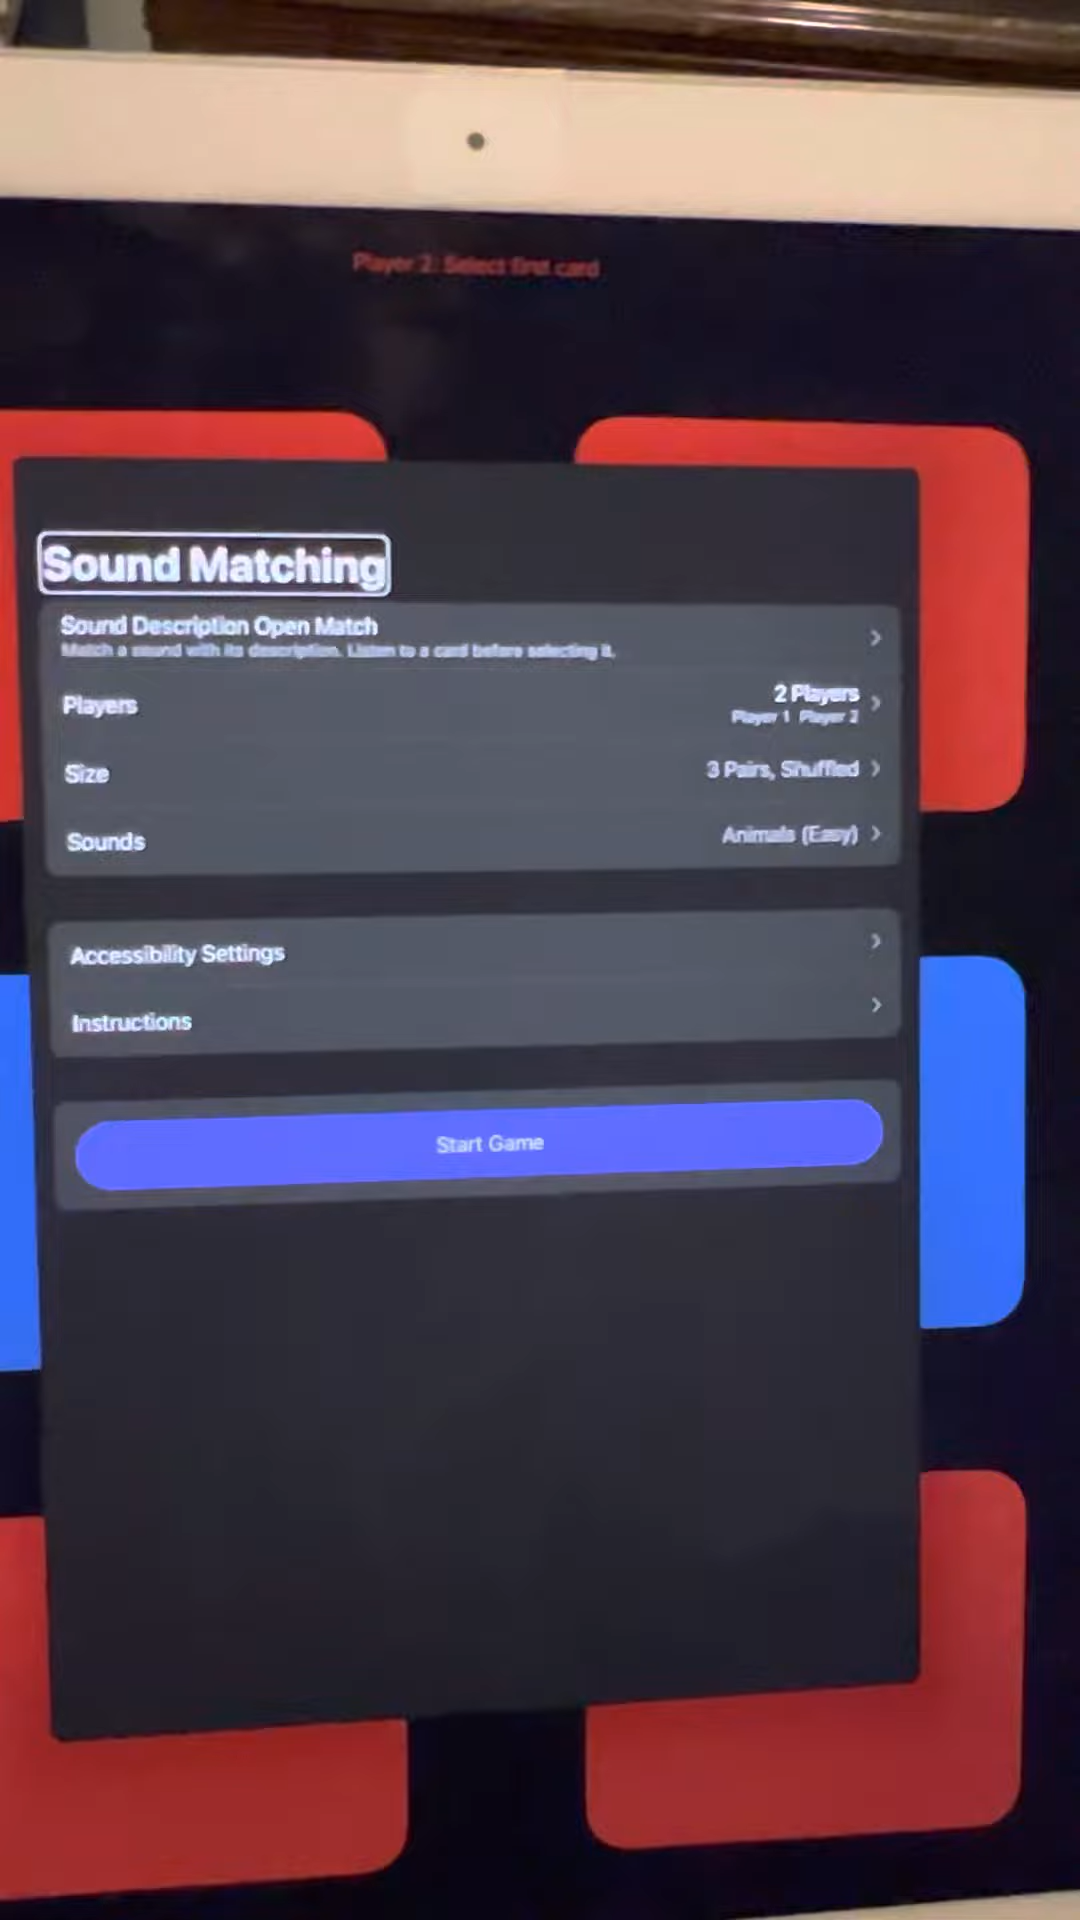 Player 2: Select first card
Sound Matching
Sound Description Open Match
Match a sound with its description. Listen to a card before selecting it.
Players
2 Players
Player 1 Player 2
Size
3 Pairs, Shuffled
Sounds
Animals (Easy)
Accessibility Settings
Instructions
Start Game